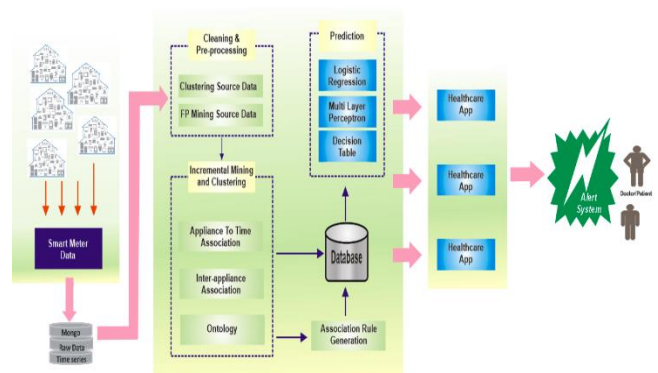 Smart Meter
Data
Mongo
Raw Data
Time series
Cleaning &
Pre-processing
Clustering Source Data
FP Mining Source Data
Incremental Mining
and Clustering
Appliance To Time
Association
Inter-appliance
Association
Ontology
Prediction
Logistic
Regression
Multi Layer
Perceptron
Decision
Table
Database
Association Rule
Generation
Healthcare
App
Healthcare
App
Healthcare
App
Alert
System
Doctor/Patient